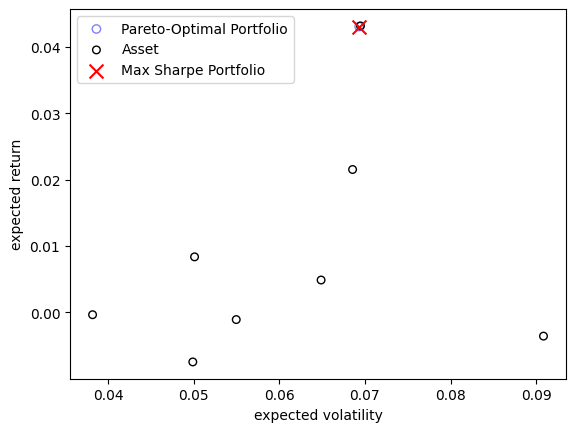 Pareto-Optimal Portfolio
Asset
Max Sharpe Portfolio
expected return
0.04
0.03
0.02
0.01
0.00
0.04
0.05
0.06
0.07
0.08
0.09
expected volatility